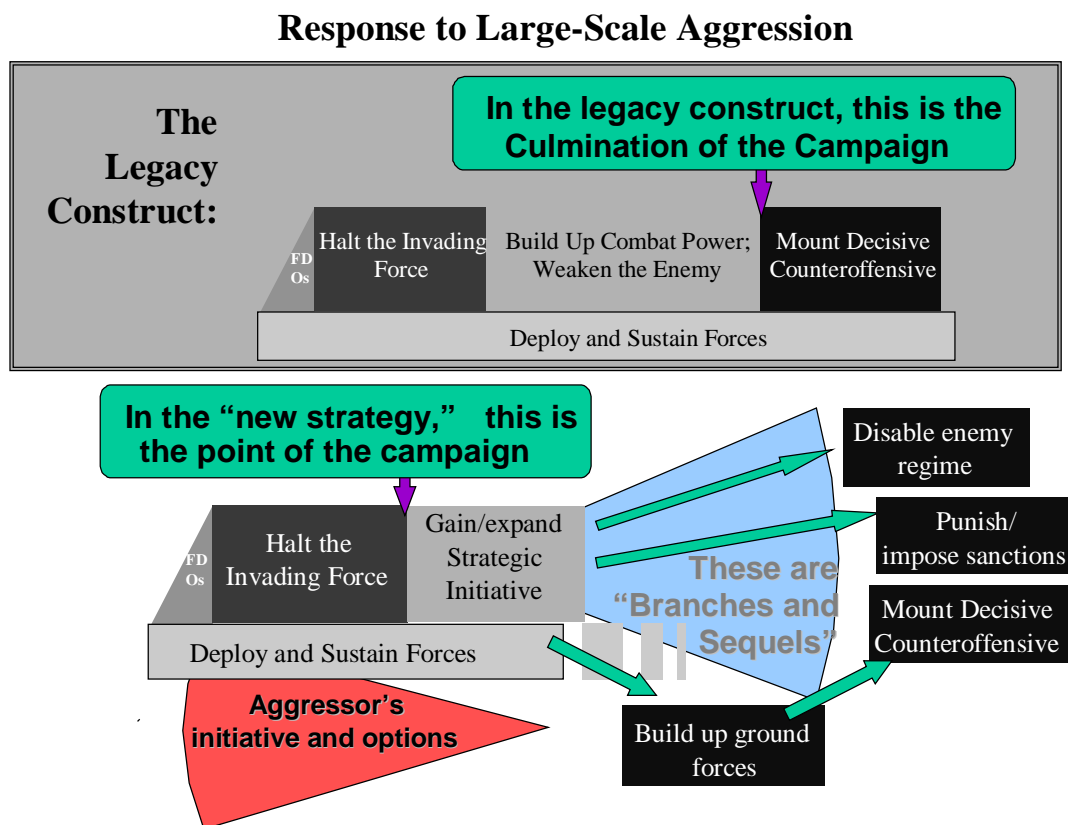 Response to Large-Scale Aggression
The
Legacy
Construct:
In the legacy construct, this is the
Culmination of the Campaign
FD
Os
Halt the Invading
Force
Build Up Combat Power;
Weaken the Enemy
Mount Decisive
Counteroffensive
Deploy and Sustain Forces
In the “new strategy,” this is
the point of the campaign
FD
Os
Halt the
Invading Force
Gain/expand
Strategic
Initiative
Disable enemy
regime
Punish/
impose sanctions
These are
“Branches and
Sequels”
Mount Decisive
Counteroffensive
Deploy and Sustain Forces
Aggressor’s
initiative and options
Build up ground
forces